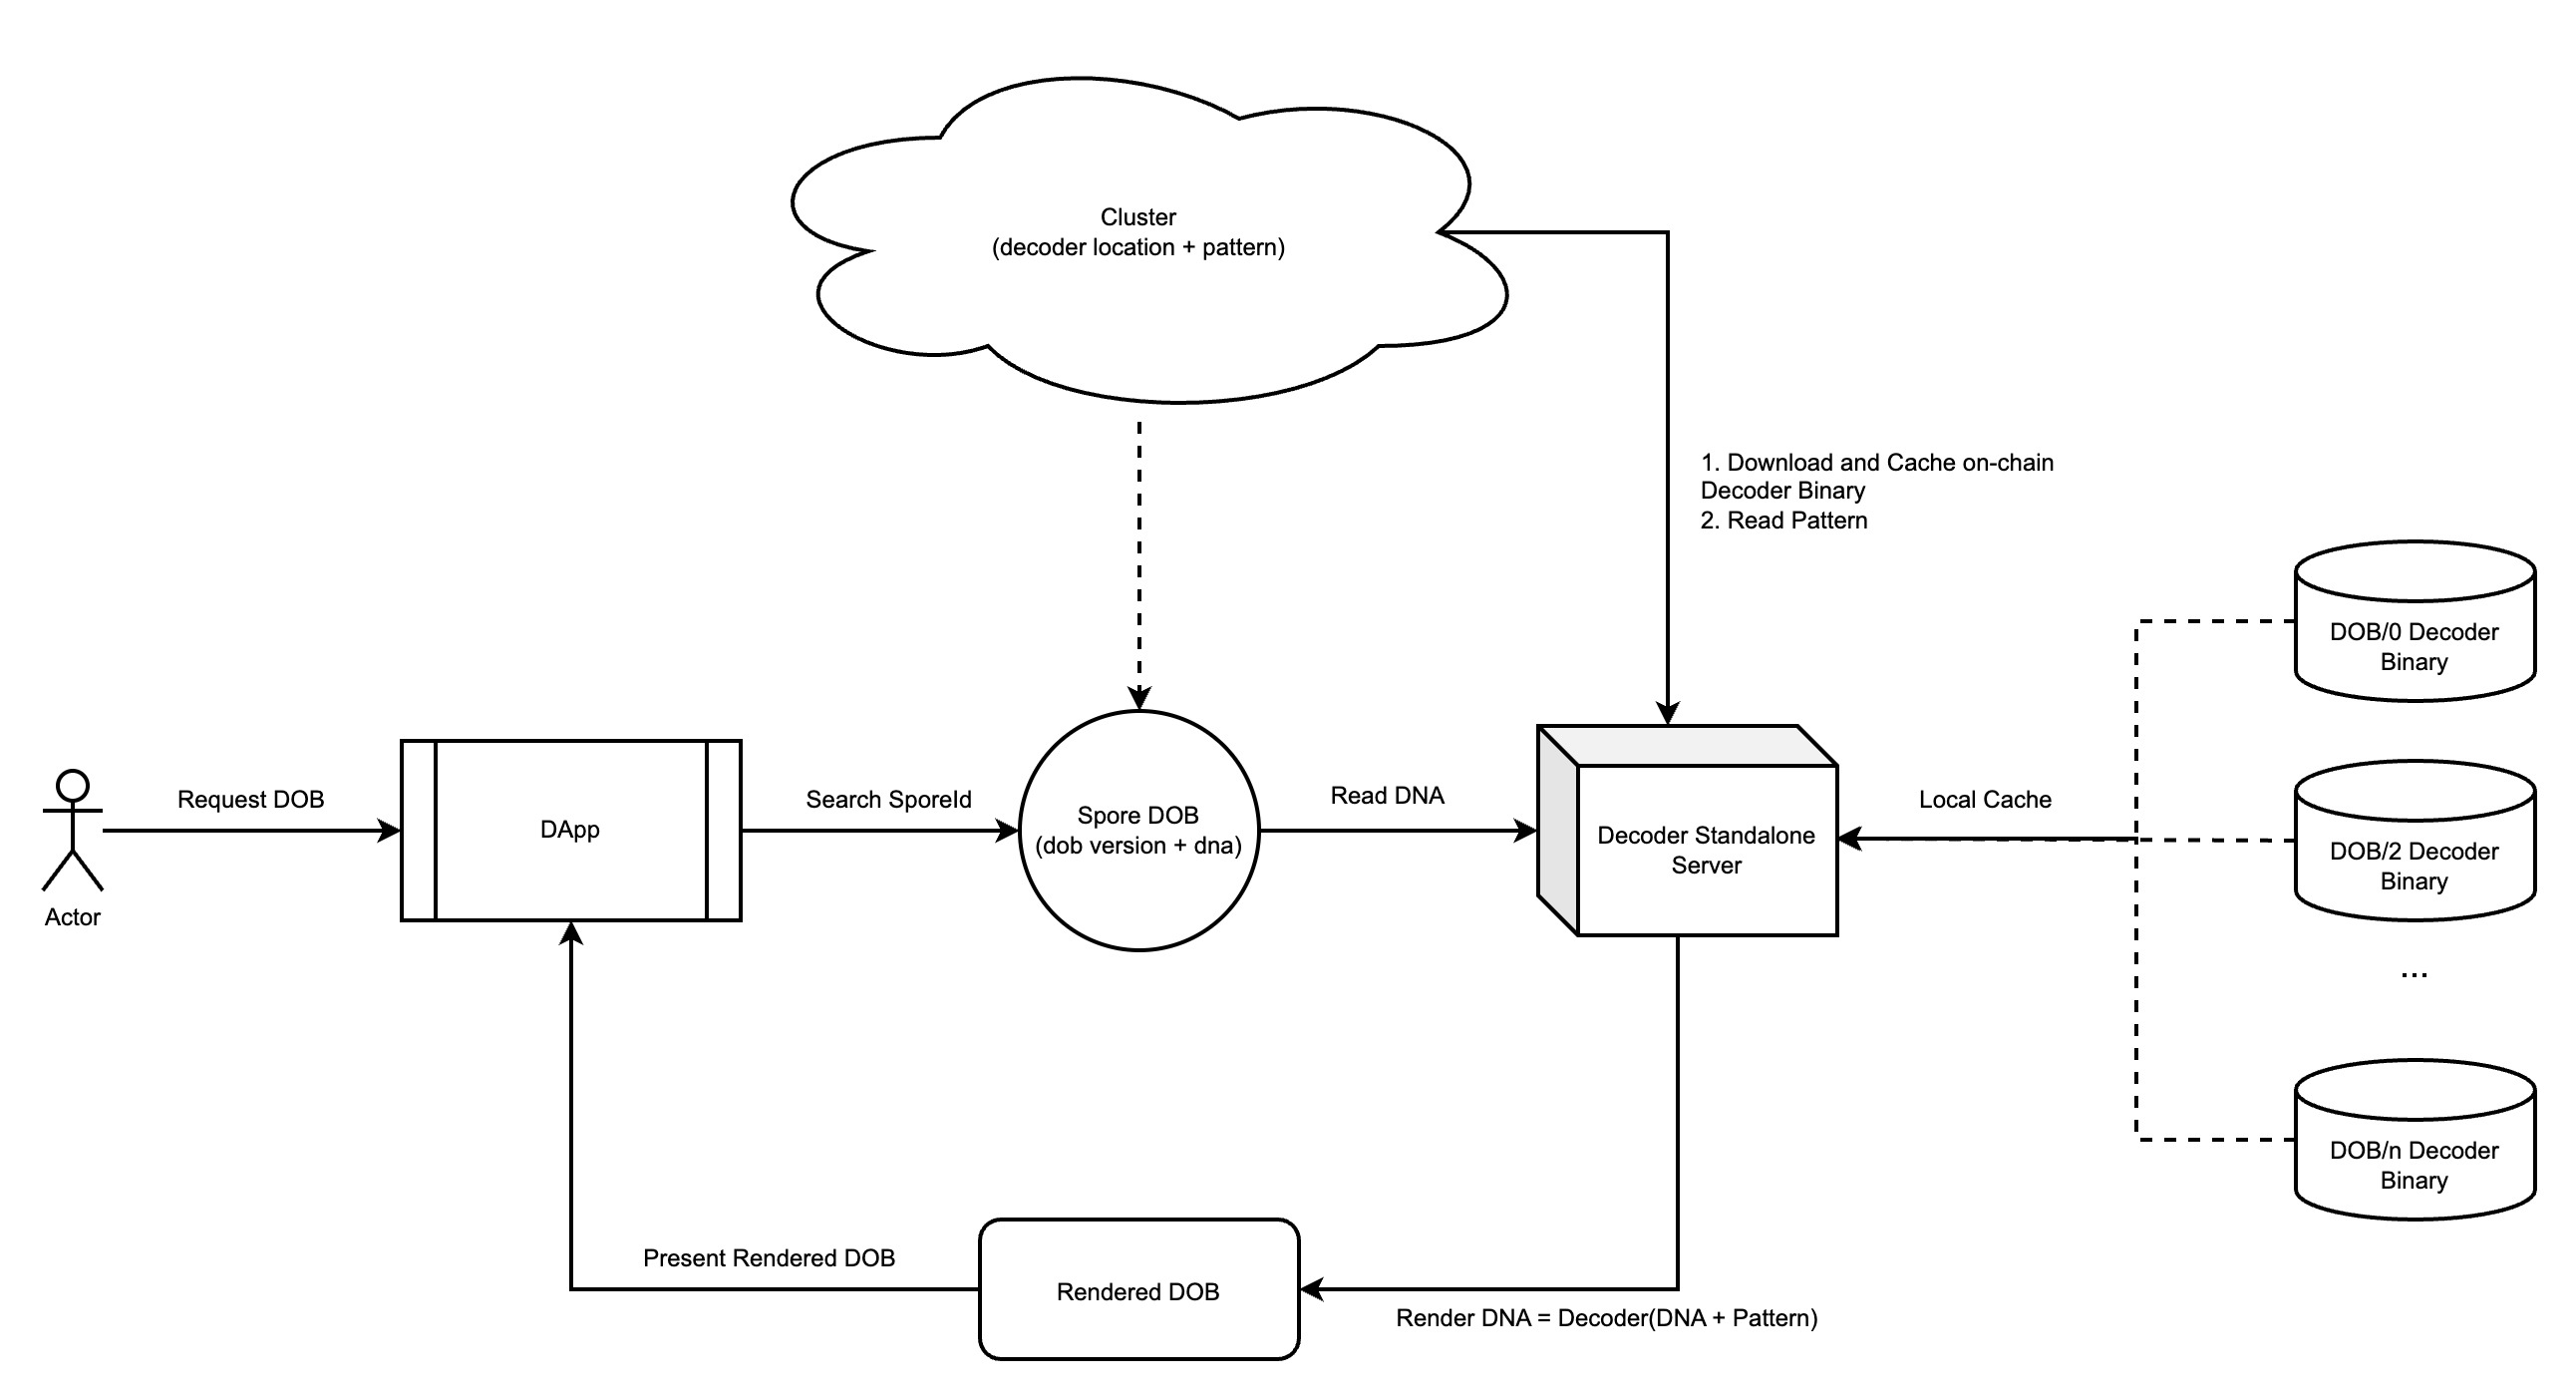 Cluster
(decoder location + pattern)
1. Download and Cache on-chain
Decoder Binary
2. Read Pattern
DOB/0 Decoder
Binary
Request DOB
DApp
Search SporeId
Spore DOB
(dob version + dna)
Read DNA
Decoder Standalone
Server
Local Cache
DOB/2 Decoder
Binary
Actor
...
DOB/n Decoder
Binary
Present Rendered DOB
Rendered DOB
Render DNA = Decoder(DNA + Pattern)